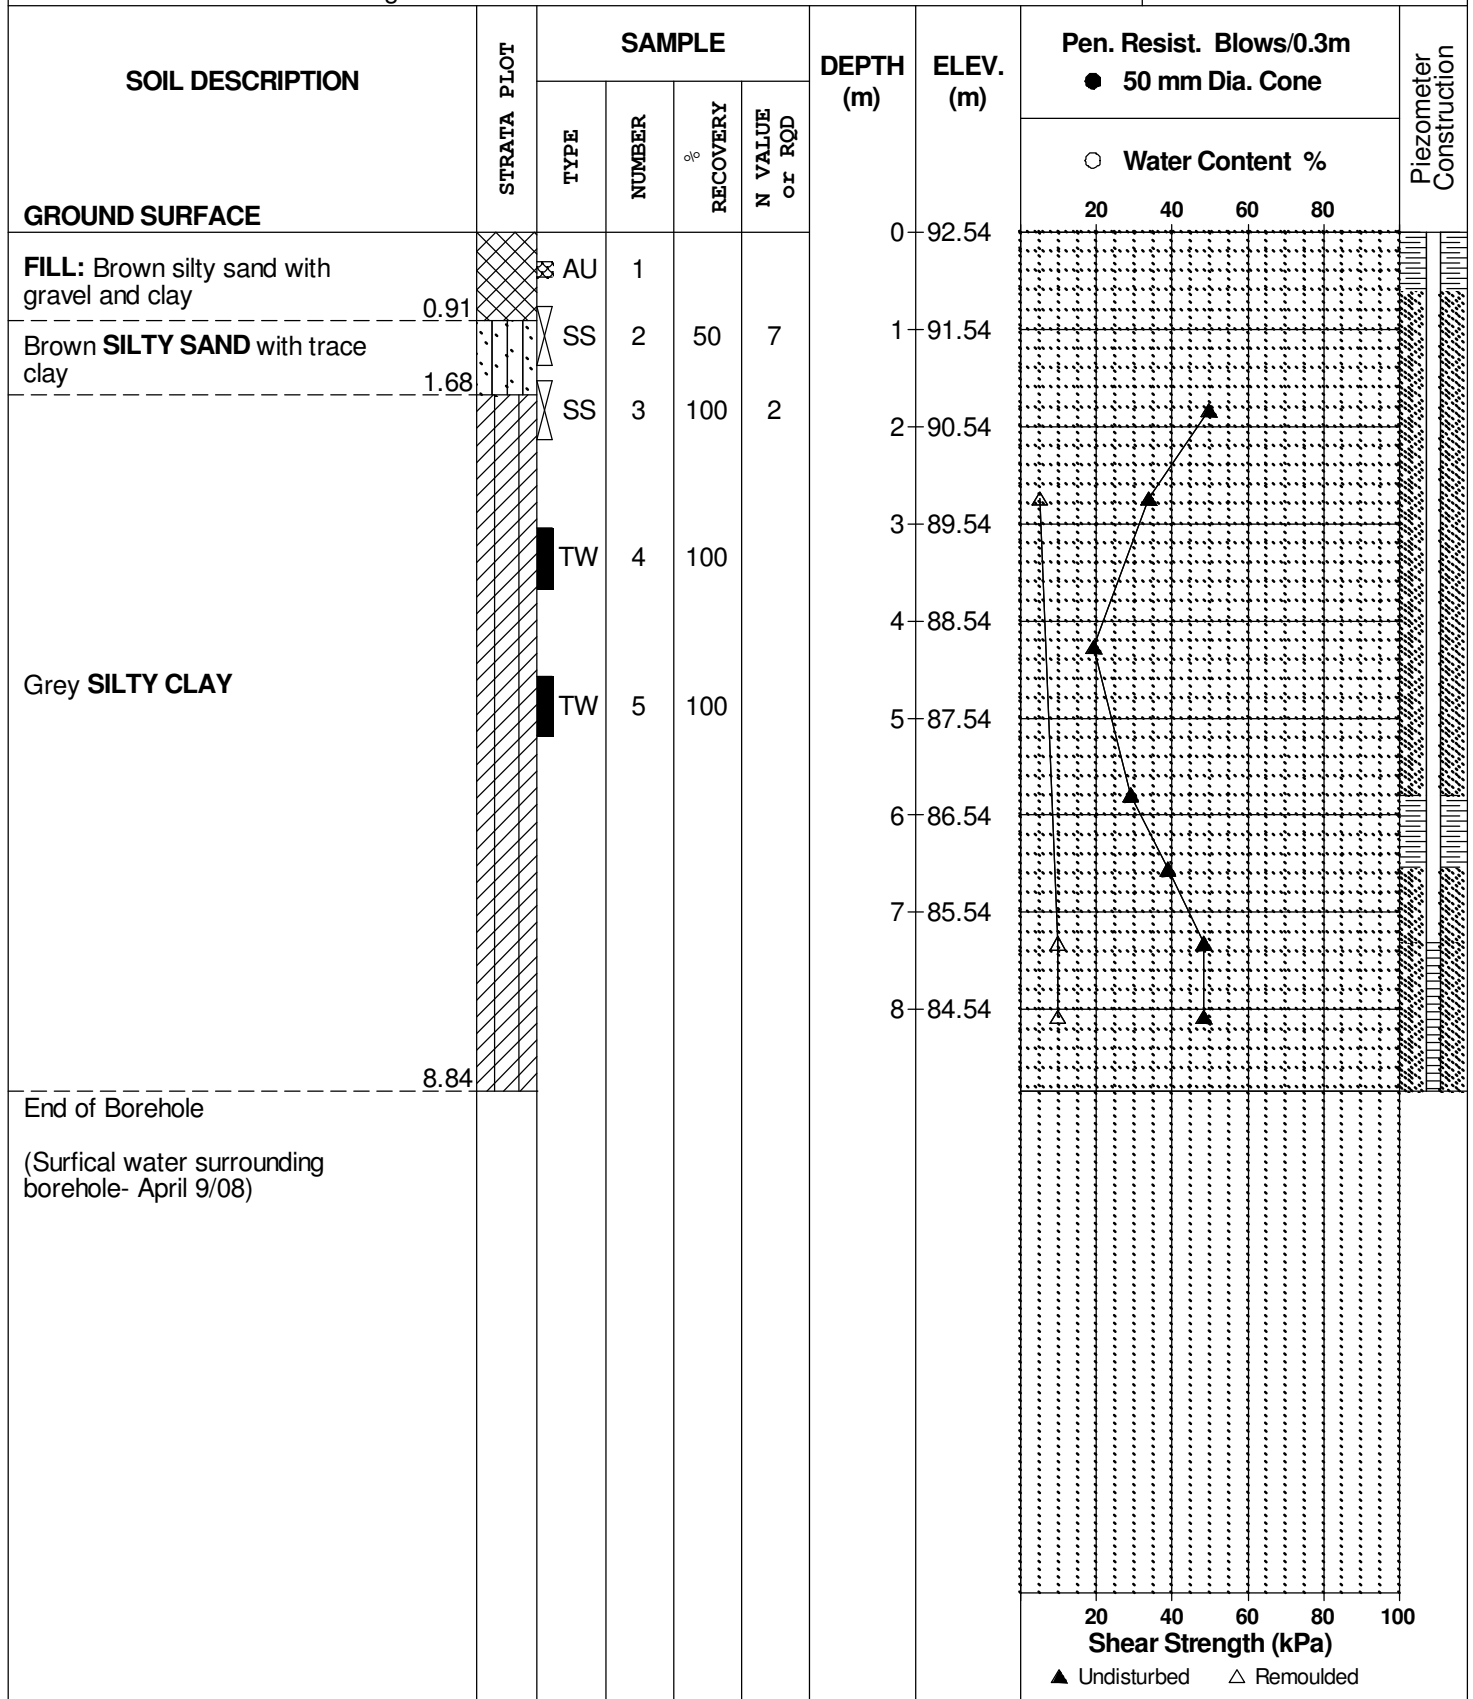 SOIL DESCRIPTION
STRATA PLOT
SAMPLE
TYPE
NUMBER
% RECOVERY
N VALUE or RQD
DEPTH (m)
ELEV. (m)
Pen. Resist. Blows/0.3m
● 50 mm Dia. Cone
○ Water Content %
Piezometer Construction
20 40 60 80
GROUND SURFACE
0 92.54
FILL: Brown silty sand with
gravel and clay
0.91
AU 1
Brown SILTY SAND with trace
clay
1.68
SS 2 50 7
1 91.54
SS 3 100 2
2 90.54
3 89.54
TW 4 100
4 88.54
Grey SILTY CLAY
TW 5 100
5 87.54
6 86.54
7 85.54
8 84.54
8.84
End of Borehole
(Surfical water surrounding
borehole- April 9/08)
20 40 60 80 100
Shear Strength (kPa)
▲ Undisturbed △ Remoulded